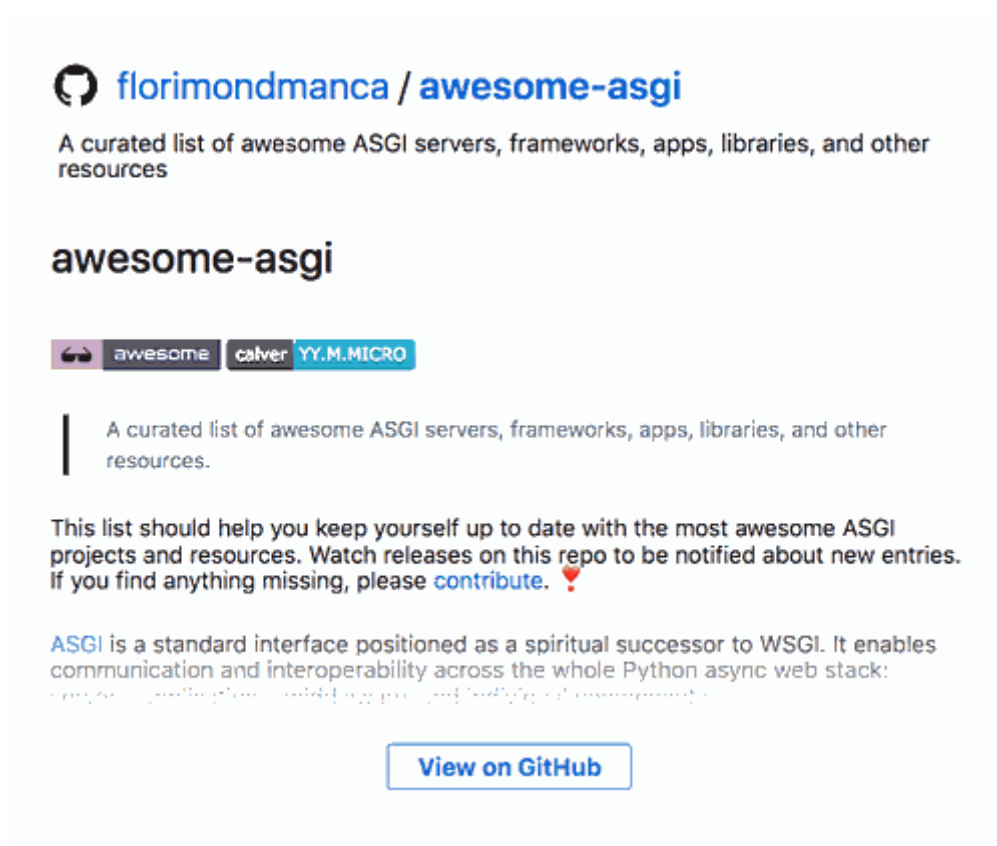 florimondmanca / awesome-asgi
A curated list of awesome ASGI servers, frameworks, apps, libraries, and other
resources
awesome-asgi
awesome calver YY.M.MICRO
A curated list of awesome ASGI servers, frameworks, apps, libraries, and other
resources.
This list should help you keep yourself up to date with the most awesome ASGI
projects and resources. Watch releases on this repo to be notified about new entries.
If you find anything missing, please contribute. ❣️
ASGI is a standard interface positioned as a spiritual successor to WSGI. It enables
communication and interoperability across the whole Python async web stack:
View on GitHub